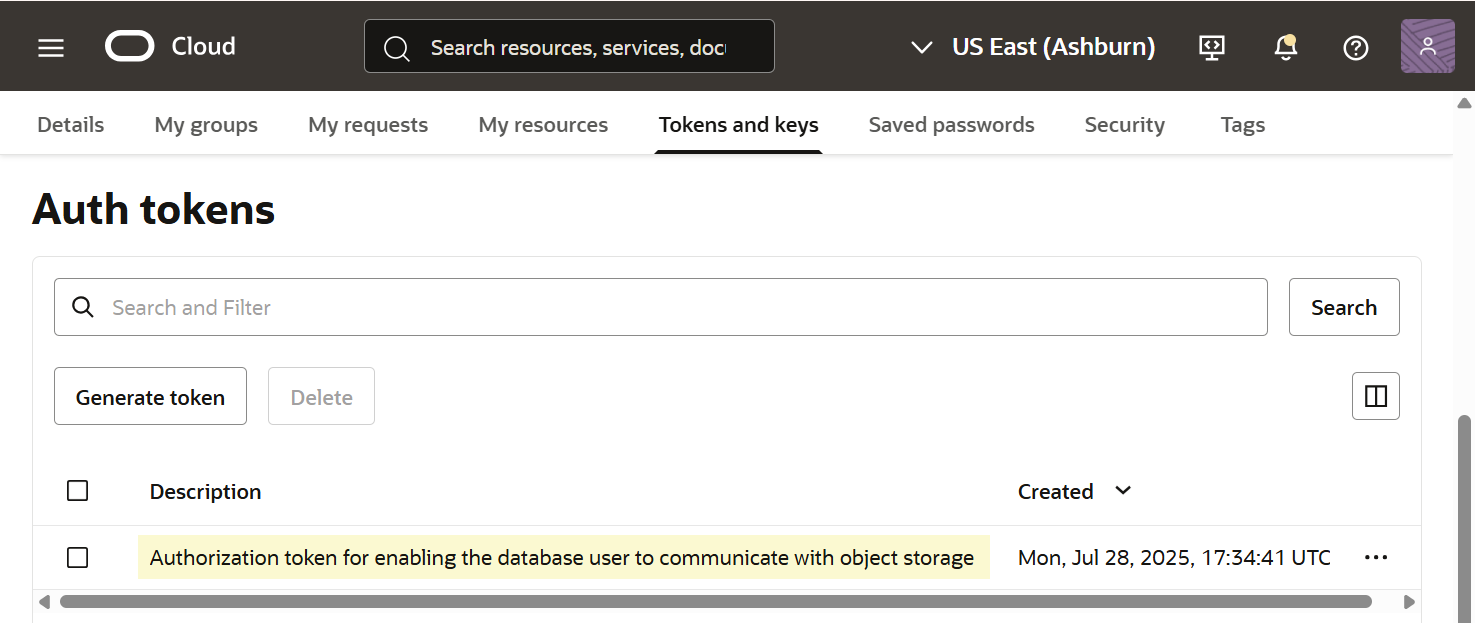 Cloud
Search resources, services, doc
US East (Ashburn)
Details My groups My requests My resources Tokens and keys Saved passwords Security Tags
Auth tokens
Search and Filter
Search
Generate token
Delete
Description Created
Authorization token for enabling the database user to communicate with object storage Mon, Jul 28, 2025, 17:34:41 UTC